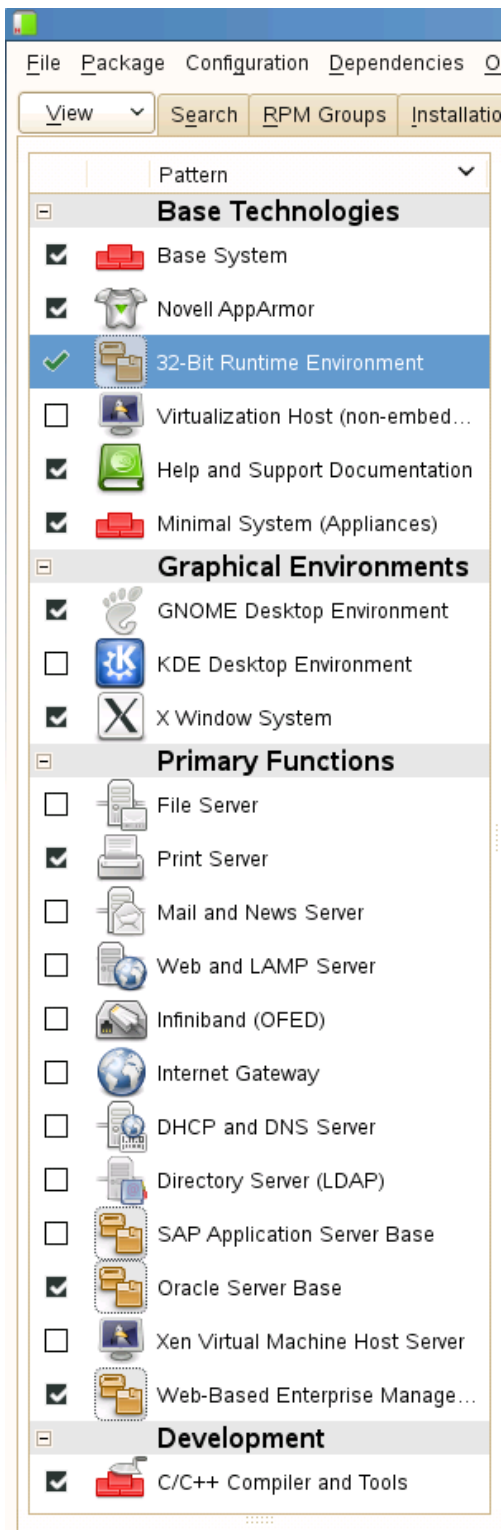 File Package Configuration Dependencies O
View Search RPM Groups Installatio
Pattern
Base Technologies
Base System
Novell AppArmor
32-Bit Runtime Environment
Virtualization Host (non-embed...
Help and Support Documentation
Minimal System (Appliances)
Graphical Environments
GNOME Desktop Environment
KDE Desktop Environment
X Window System
Primary Functions
File Server
Print Server
Mail and News Server
Web and LAMP Server
Infiniband (OFED)
Internet Gateway
DHCP and DNS Server
Directory Server (LDAP)
SAP Application Server Base
Oracle Server Base
Xen Virtual Machine Host Server
Web-Based Enterprise Manage...
Development
C/C++ Compiler and Tools